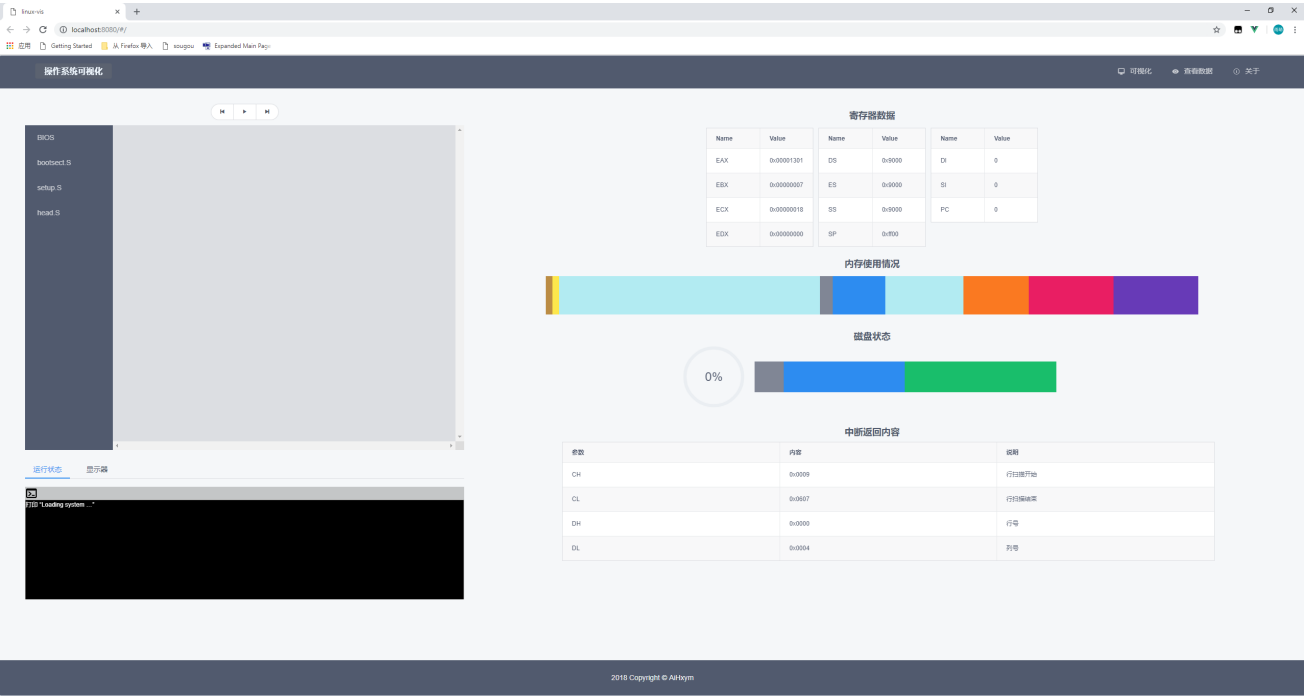 linux-vis
localhost:8080/#/
应用 Getting Started 从 Firefox 导入 sougou Expanded Main Page
操作系统可视化 可视化 查看数据 关于
BIOS
bootsect.S
setup.S
head.S
运行状态 显示器
打印 "Loading system ..."
寄存器数据
Name Value Name Value Name Value
EAX 0x00001301 DS 0x9000 DI 0
EBX 0x00000007 ES 0x9000 SI 0
ECX 0x00000018 SS 0x9000 PC 0
EDX 0x00000000 SP 0xff00
内存使用情况
磁盘状态
0%
中断返回内容
参数 内容 说明
CH 0x0009 行扫描开始
CL 0x0607 行扫描结束
DH 0x0000 行号
DL 0x0004 列号
2018 Copyright © AiHxym